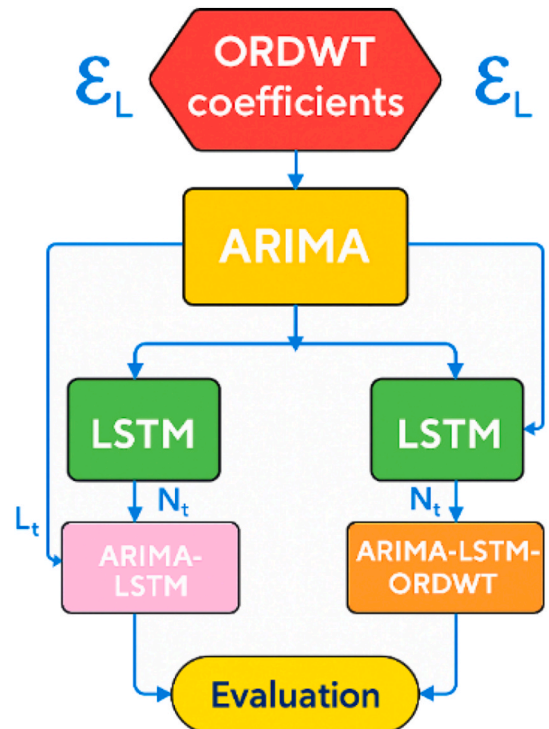 ε_L
ORDWT
coefficients
ε_L
ARIMA
LSTM
LSTM
L_t
N_t
N_t
ARIMA-
LSTM
ARIMA-LSTM-
ORDWT
Evaluation